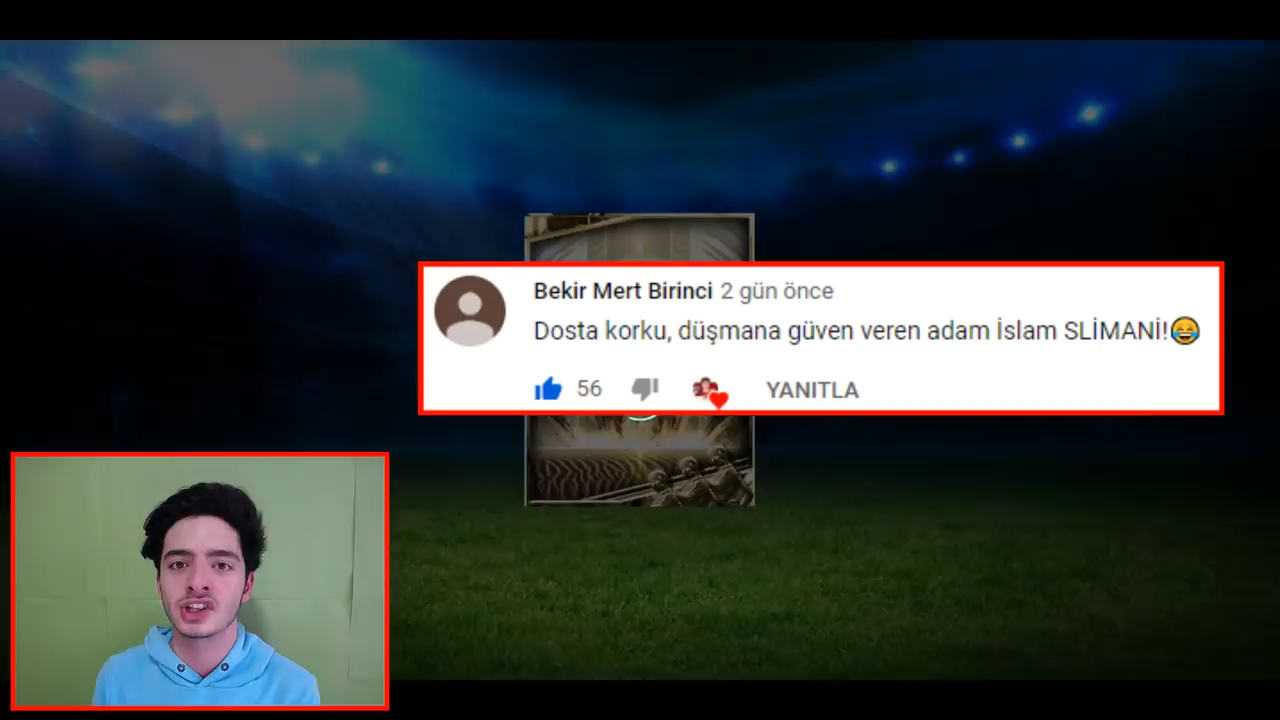 Bekir Mert Birinci 2 gün önce
Dosta korku, düşmana güven veren adam İslam SLİMANİ!😂
56
YANITLA